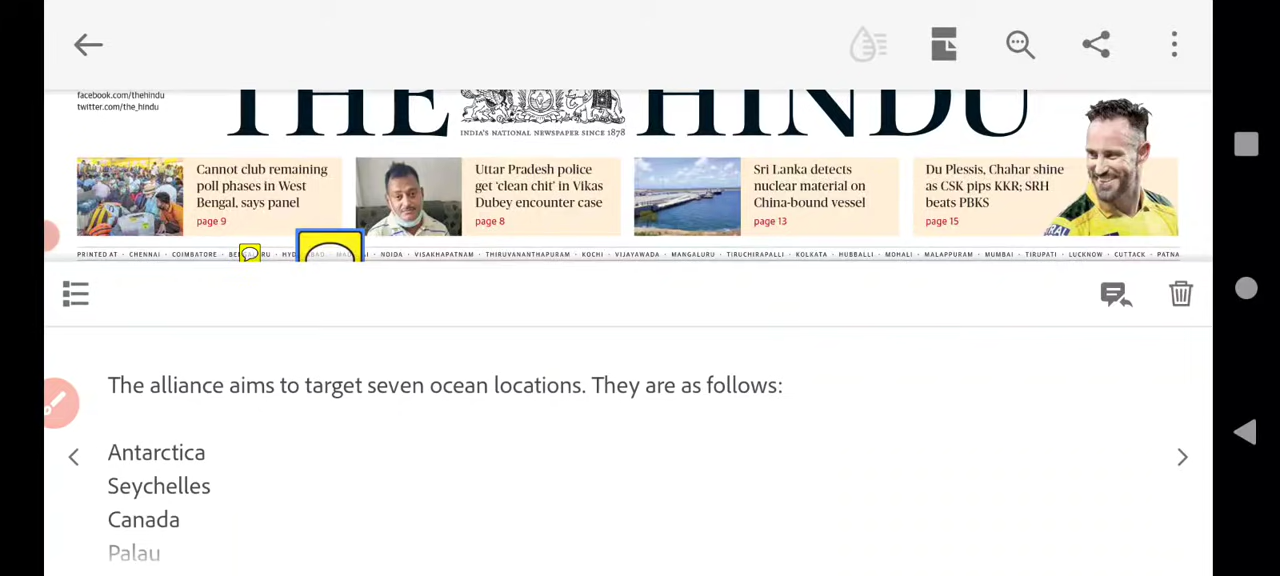 facebook.com/thehindu
twitter.com/the_hindu
THE HINDU
INDIA'S NATIONAL NEWSPAPER SINCE 1878
Cannot club remaining
poll phases in West
Bengal, says panel
page 9
Uttar Pradesh police
get 'clean chit' in Vikas
Dubey encounter case
page 8
Sri Lanka detects
nuclear material on
China-bound vessel
page 13
Du Plessis, Chahar shine
as CSK pips KKR; SRH
beats PBKS
page 15
PRINTED AT · CHENNAI · COIMBATORE · NOIDA · VISAKHAPATNAM · THIRUVANANTHAPURAM · KOCHI · VIJAYAWADA · MANGALURU · TIRUCHIRAPALLI · KOLKATA · HUBBALLI · MOHALI · MALAPPURAM · MUMBAI · TIRUPATI · LUCKNOW · CUTTACK · PATNA
The alliance aims to target seven ocean locations. They are as follows:
Antarctica
Seychelles
Canada
Palau